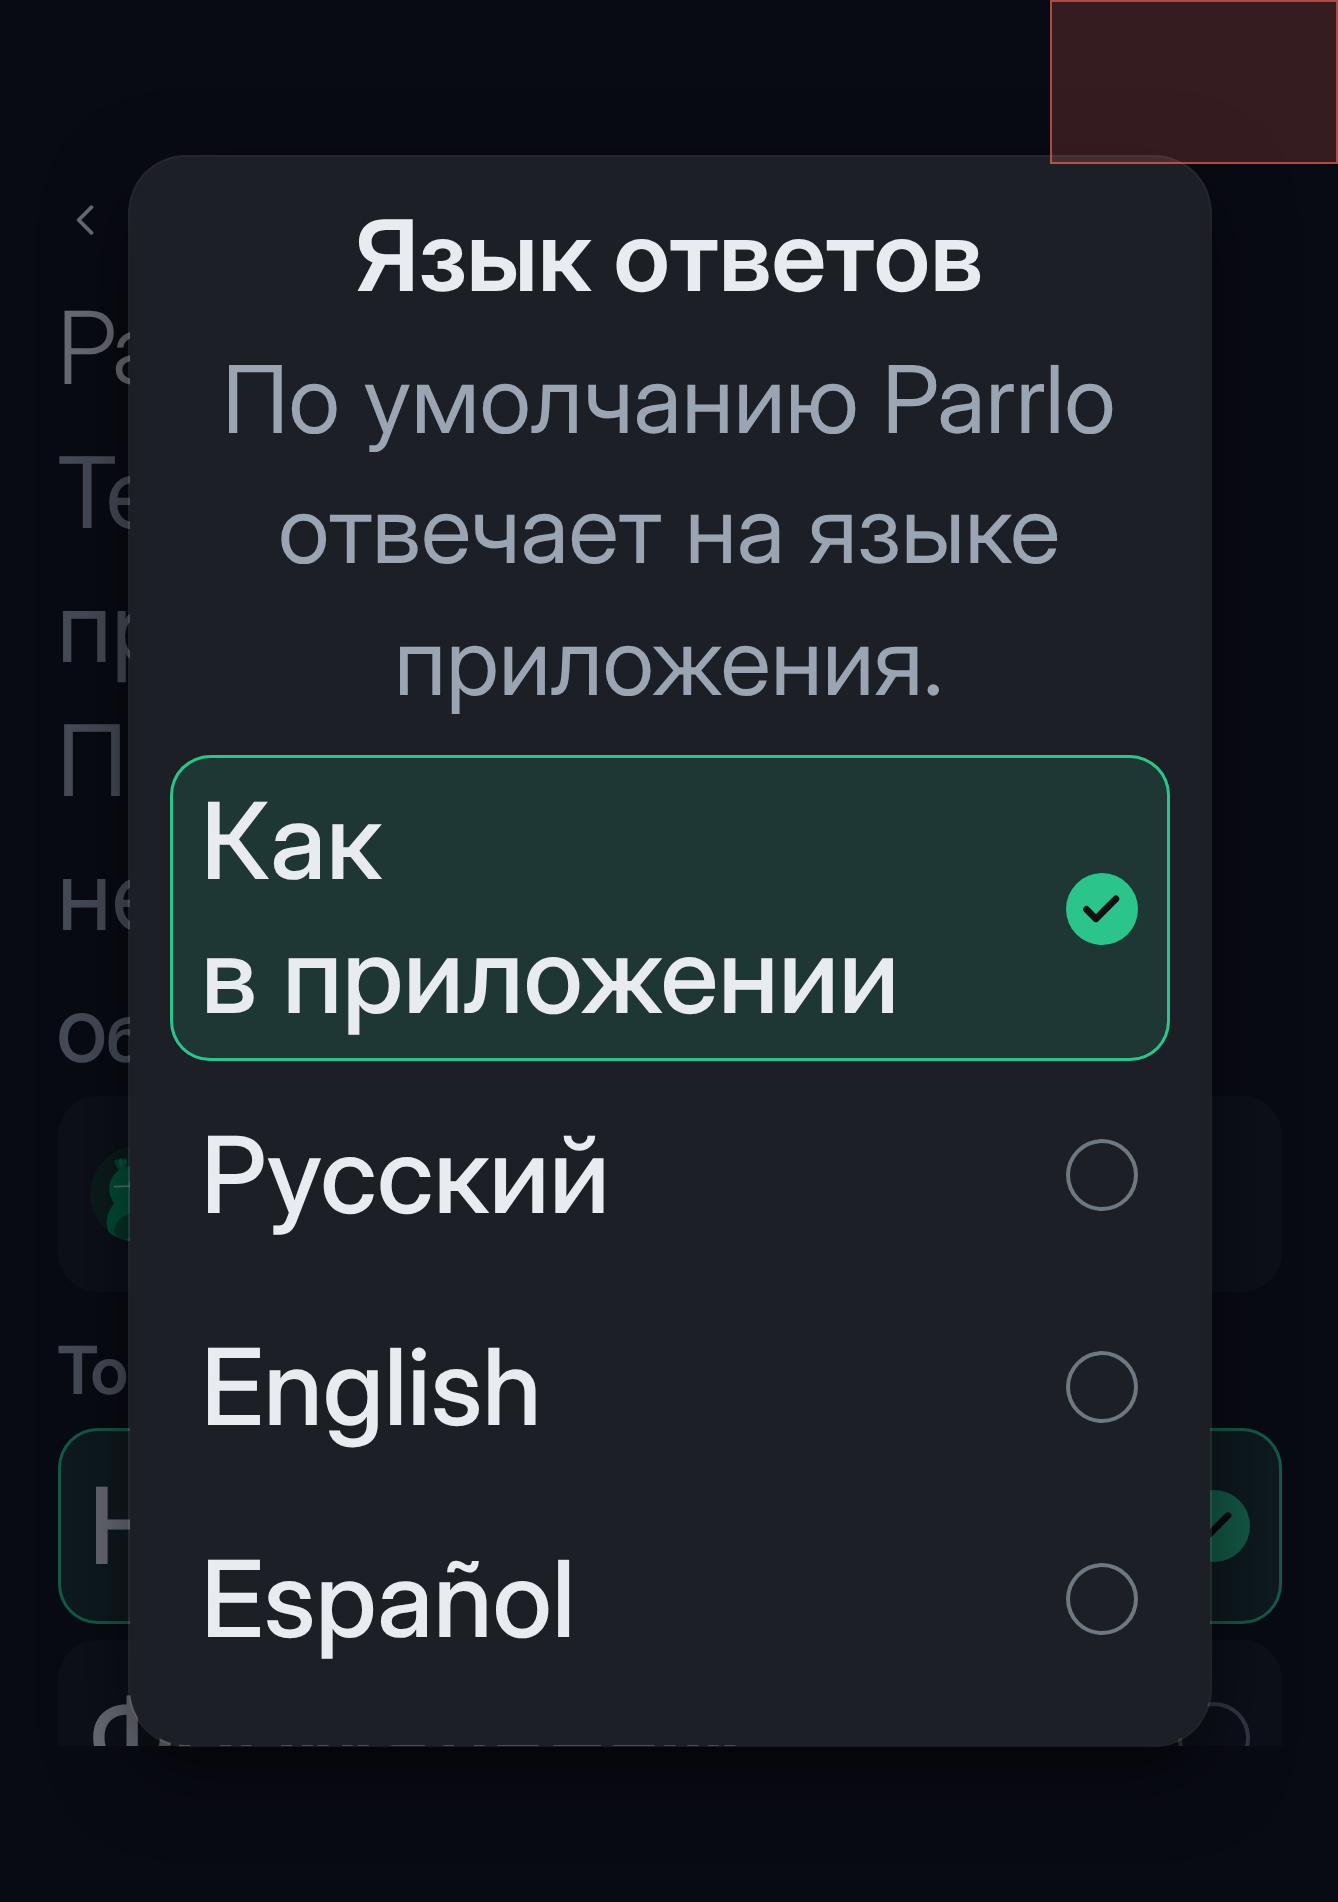 Язык ответов
По умолчанию Parrlo
отвечает на языке
приложения.
Как
в приложении
Русский
English
Español